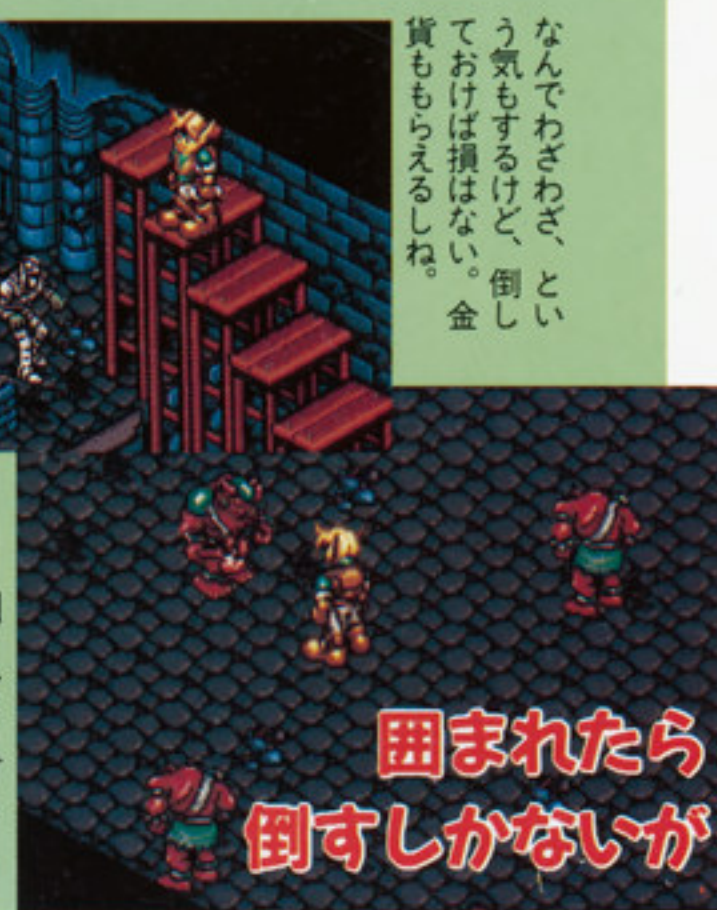 なんでわざわざ、とい
う気もするけど、倒し
ておけば損はない。金
貨ももらえるしね。
囲まれたら
倒すしかないが